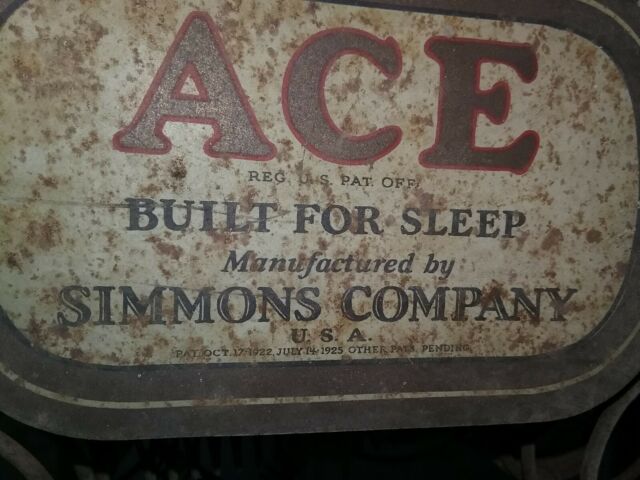 ACE
REG. U.S. PAT. OFF.
BUILT FOR SLEEP
Manufactured by
SIMMONS COMPANY
U.S.A.
PAT. OCT. 17-1922, JULY 14-1925 OTHER PATS. PENDING